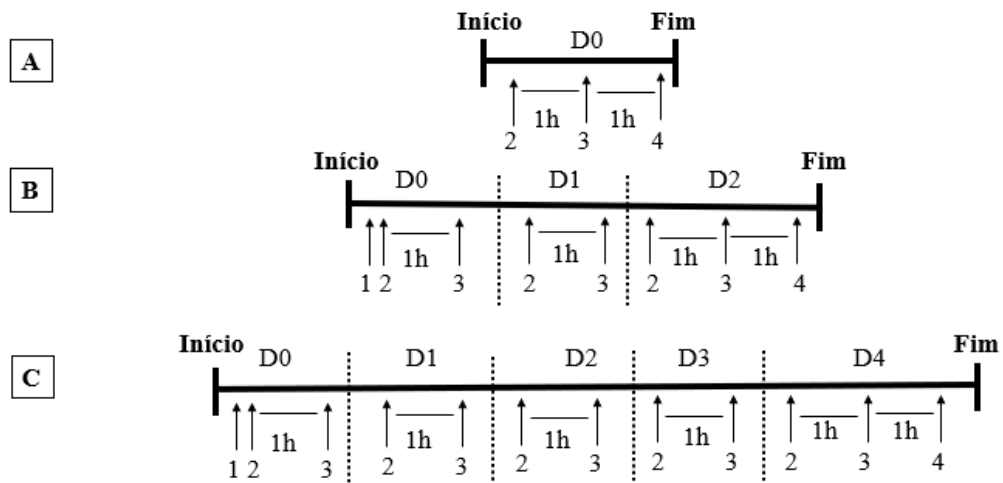 Início Fim
A D0
1h 1h
2 3 4
Início Fim
B D0 D1 D2
1h 1h 1h 1h
1 2 3 2 3 2 3 4
Início Fim
C D0 D1 D2 D3 D4
1h 1h 1h 1h 1h 1h
1 2 3 2 3 2 3 2 3 2 3 4